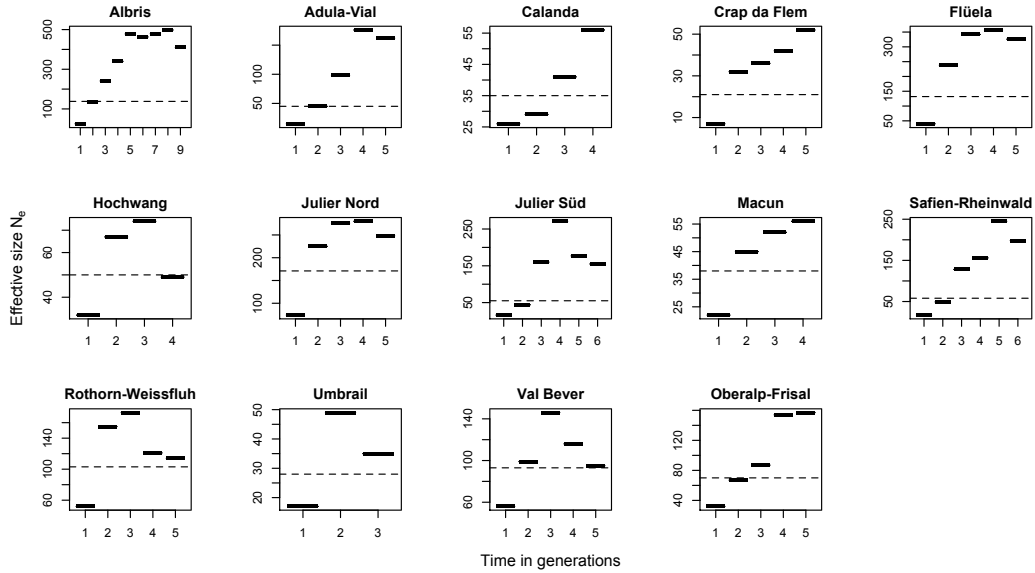 Albris
100
300
500
1 3 5 7 9
Adula-Vial
50
100
1 2 3 4 5
Calanda
25
35
45
55
1 2 3 4
Crap da Flem
10
30
50
1 2 3 4 5
Flüela
50
150
250
350
1 2 3 4 5
Effective size Ne
Hochwang
40
60
1 2 3 4
Julier Nord
100
200
1 2 3 4 5
Julier Süd
50
150
250
1 2 3 4 5 6
Macun
25
35
45
55
1 2 3 4
Safien-Rheinwald
50
150
250
1 2 3 4 5 6
Rothorn-Weissfluh
60
80
100
140
1 2 3 4 5
Umbrail
20
30
40
50
1 2 3
Val Bever
60
100
140
1 2 3 4 5
Oberalp-Frisal
40
80
120
1 2 3 4 5
Time in generations